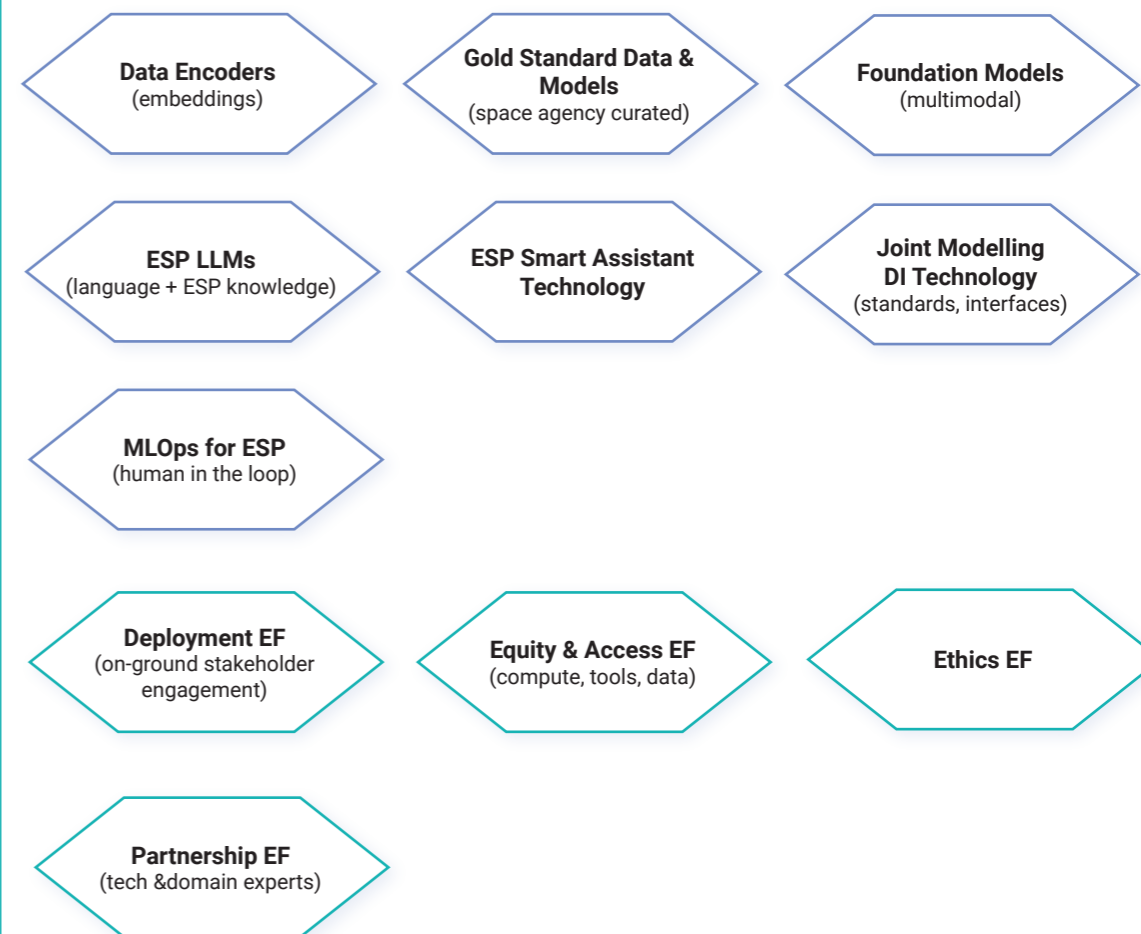 Data Encoders
(embeddings)
Gold Standard Data &
Models
(space agency curated)
Foundation Models
(multimodal)
ESP LLMs
(language + ESP knowledge)
ESP Smart Assistant
Technology
Joint Modelling
DI Technology
(standards, interfaces)
MLOps for ESP
(human in the loop)
Deployment EF
(on-ground stakeholder
engagement)
Equity & Access EF
(compute, tools, data)
Ethics EF
Partnership EF
(tech &domain experts)